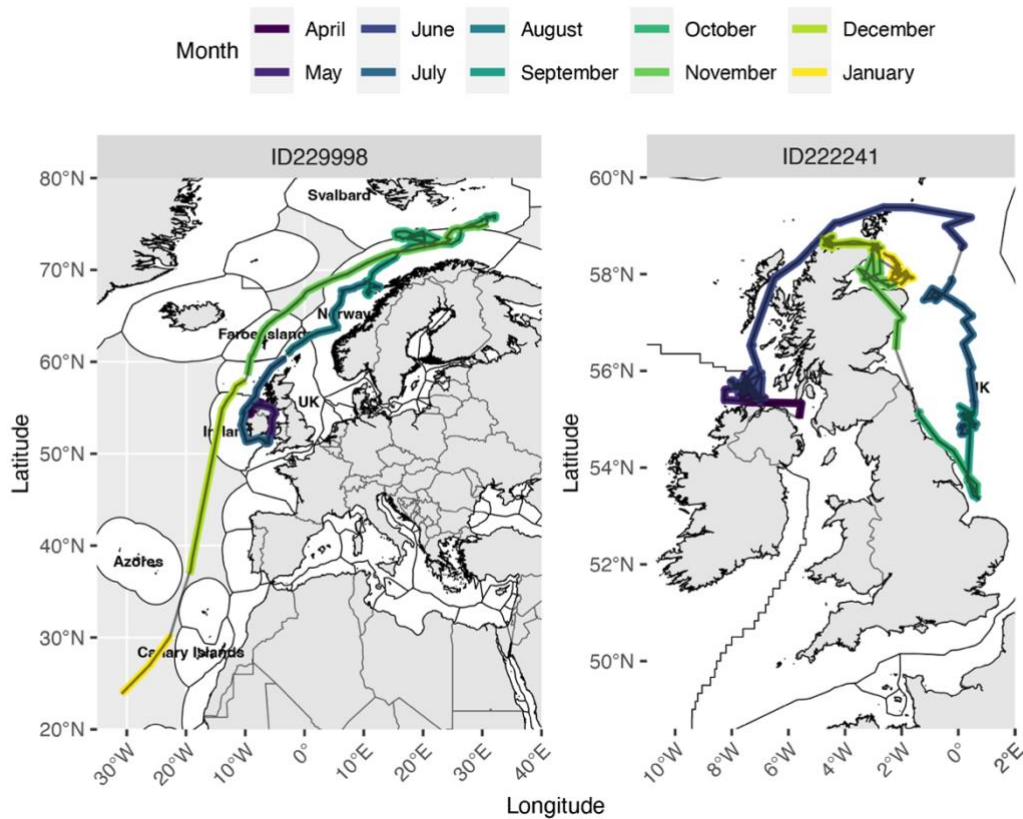 Month
April
June
August
October
December
May
July
September
November
January
ID229998
ID222241
80°N
70°N
60°N
50°N
40°N
30°N
20°N
Latitude
Svalbard
Norway
Faroe Islands
UK
Ireland
Azores
Canary Islands
30°W
20°W
10°W
0°
10°E
20°E
30°E
40°E
60°N
58°N
56°N
54°N
52°N
50°N
Latitude
UK
10°W
8°W
6°W
4°W
2°W
0°
2°E
Longitude